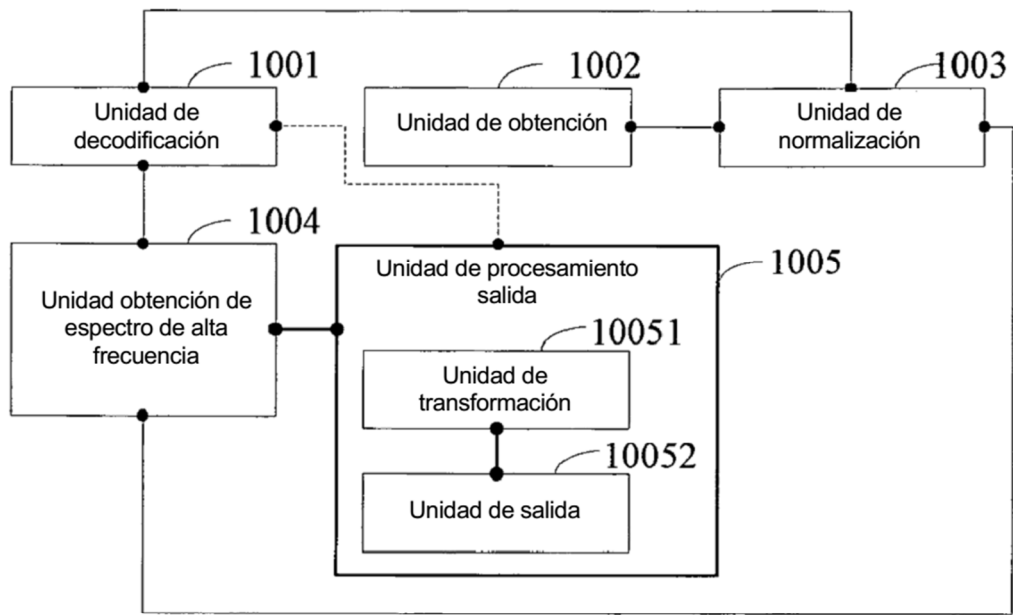 1001
Unidad de
decodificación
1002
Unidad de obtención
1003
Unidad de
normalización
1004
Unidad obtención de
espectro de alta
frecuencia
1005
Unidad de procesamiento
salida
10051
Unidad de
transformación
10052
Unidad de salida